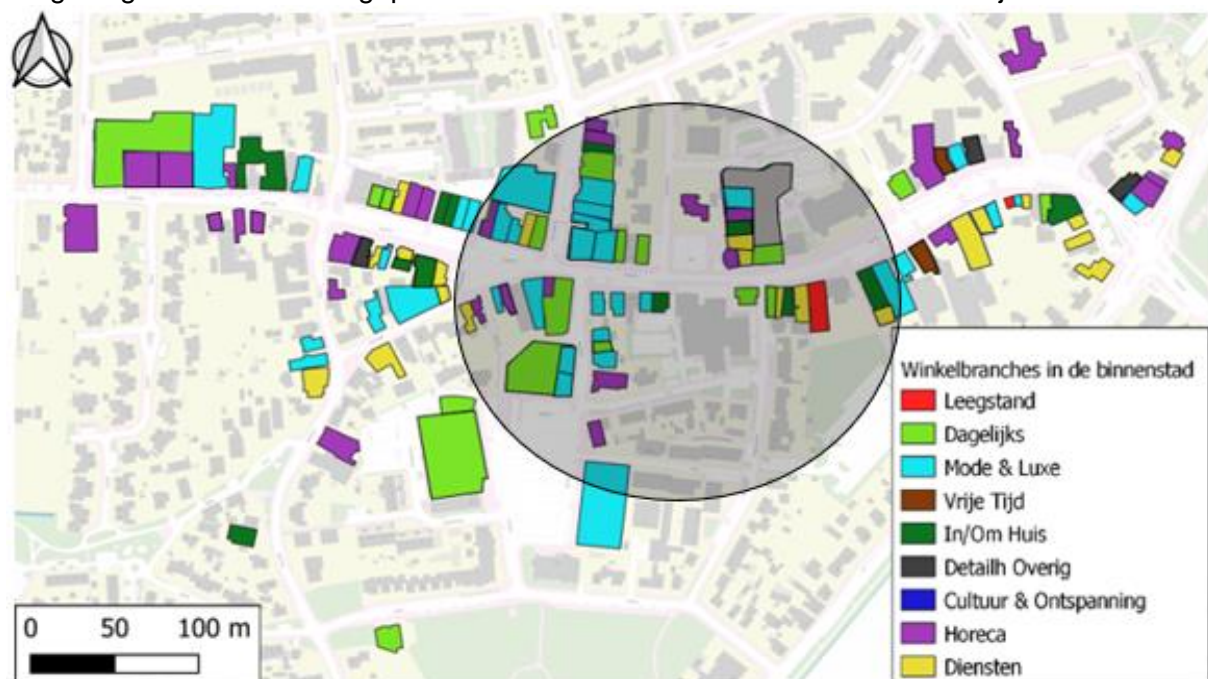 Winkelbranches in de binnenstad
Leegstand
Dagelijks
Mode & Luxe
Vrije Tijd
In/Om Huis
Detailh Overig
Cultuur & Ontspanning
Horeca
Diensten
0 50 100 m